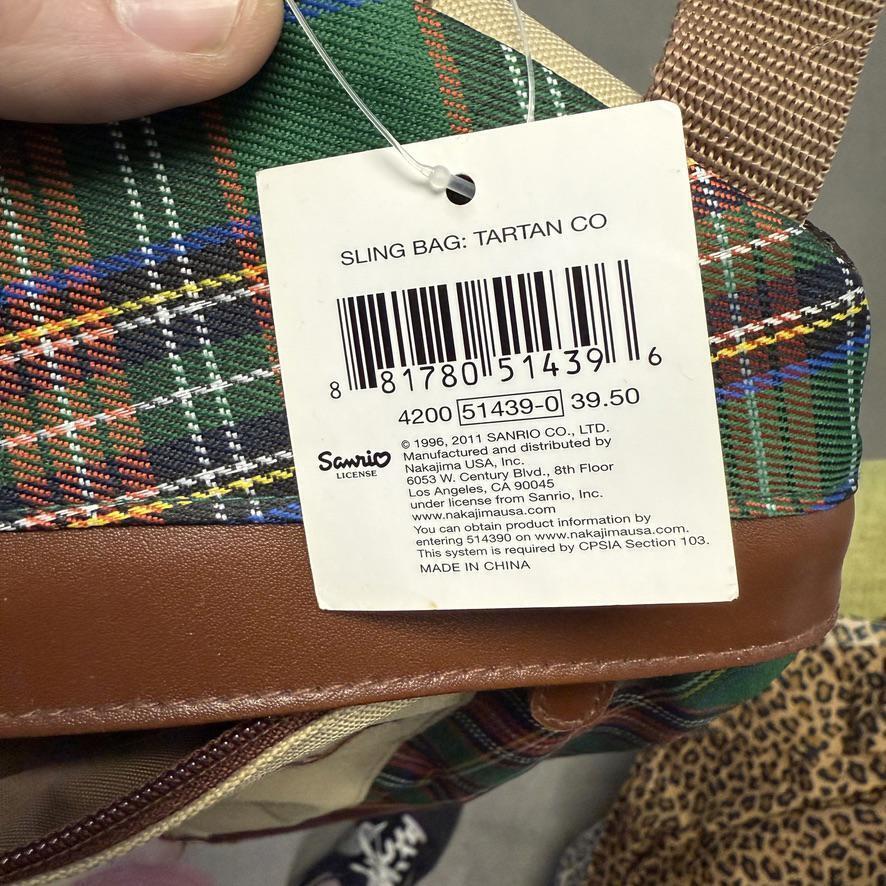 SLING BAG: TARTAN CO
8 81780 51439 6
4200 51439-0 39.50
Sanrio
LICENSE
© 1996, 2011 SANRIO CO., LTD.
Manufactured and distributed by
Nakajima USA, Inc.
6053 W. Century Blvd., 8th Floor
Los Angeles, CA 90045
under license from Sanrio, Inc.
www.nakajimausa.com
You can obtain product information by
entering 514390 on www.nakajimausa.com.
This system is required by CPSIA Section 103.
MADE IN CHINA